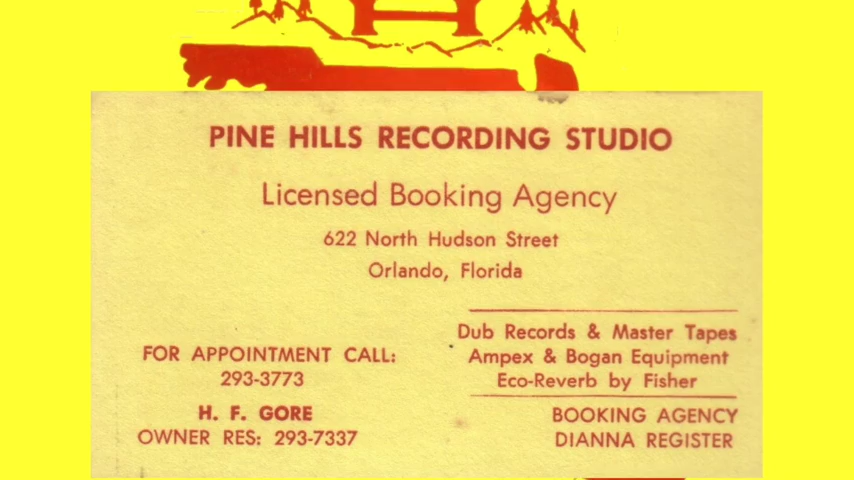 PINE HILLS RECORDING STUDIO
Licensed Booking Agency
622 North Hudson Street
Orlando, Florida
Dub Records & Master Tapes
Ampex & Bogan Equipment
Eco-Reverb by Fisher
FOR APPOINTMENT CALL:
293-3773
H. F. GORE
OWNER RES: 293-7337
BOOKING AGENCY
DIANNA REGISTER